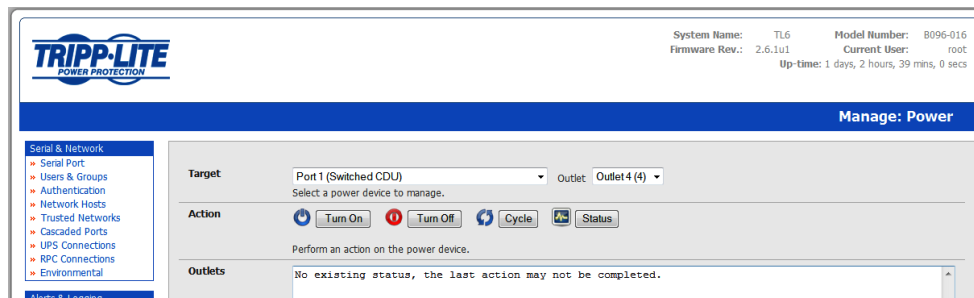 TRIPP·LITE
POWER PROTECTION
System Name: TL6 Model Number: B096-016
Firmware Rev.: 2.6.1u1 Current User: root
Up-time: 1 days, 2 hours, 39 mins, 0 secs
Manage: Power
Serial & Network
» Serial Port
» Users & Groups
» Authentication
» Network Hosts
» Trusted Networks
» Cascaded Ports
» UPS Connections
» RPC Connections
» Environmental
Alerts & Logging
Target Port 1 (Switched CDU) Outlet Outlet 4 (4)
Select a power device to manage.
Action Turn On Turn Off Cycle Status
Perform an action on the power device.
Outlets No existing status, the last action may not be completed.